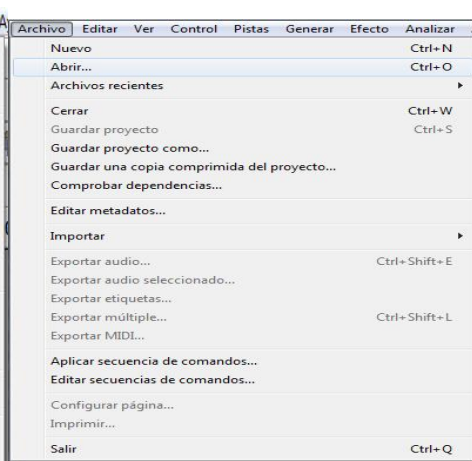 Archivo Editar Ver Control Pistas Generar Efecto Analizar
Nuevo Ctrl+N
Abrir... Ctrl+O
Archivos recientes
Cerrar Ctrl+W
Guardar proyecto Ctrl+S
Guardar proyecto como...
Guardar una copia comprimida del proyecto...
Comprobar dependencias...
Editar metadatos...
Importar
Exportar audio... Ctrl+Shift+E
Exportar audio seleccionado...
Exportar etiquetas...
Exportar múltiple... Ctrl+Shift+L
Exportar MIDI...
Aplicar secuencia de comandos...
Editar secuencias de comandos...
Configurar página...
Imprimir...
Salir Ctrl+Q